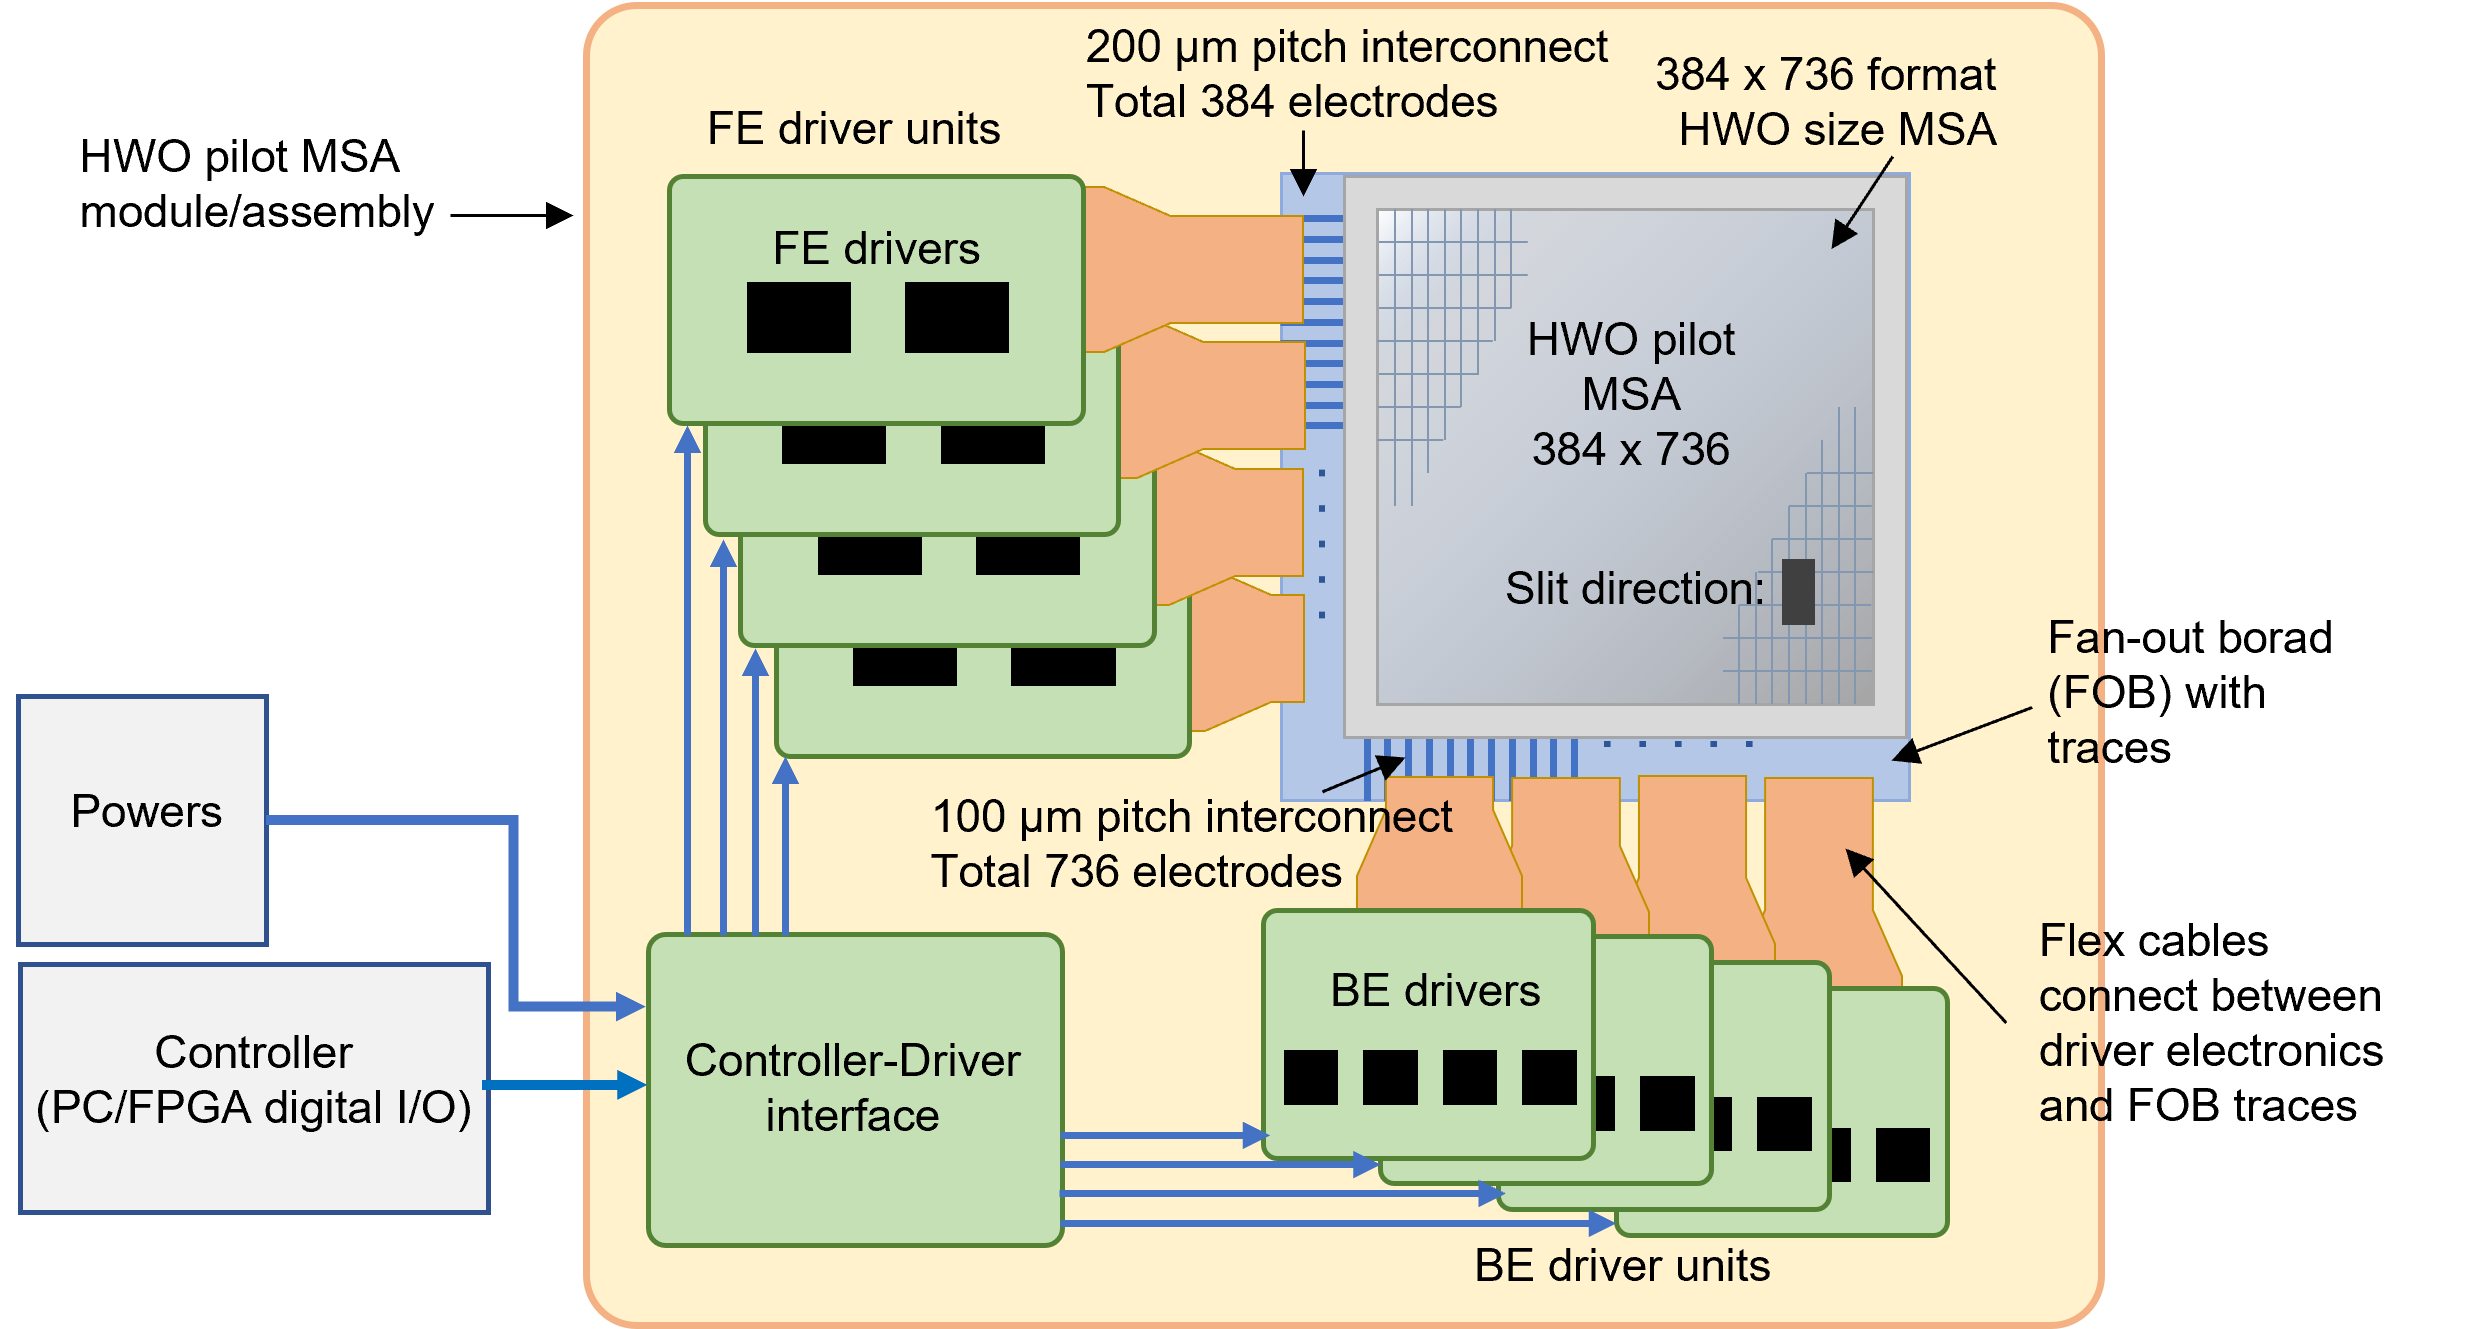 200 µm pitch interconnect
Total 384 electrodes
384 x 736 format
HWO size MSA
FE driver units
HWO pilot MSA
module/assembly
FE drivers
HWO pilot
MSA
384 x 736
Slit direction:
Fan-out borad
(FOB) with
traces
Powers
100 µm pitch interconnect
Total 736 electrodes
Flex cables
connect between
driver electronics
and FOB traces
BE drivers
Controller
(PC/FPGA digital I/O)
Controller-Driver
interface
BE driver units